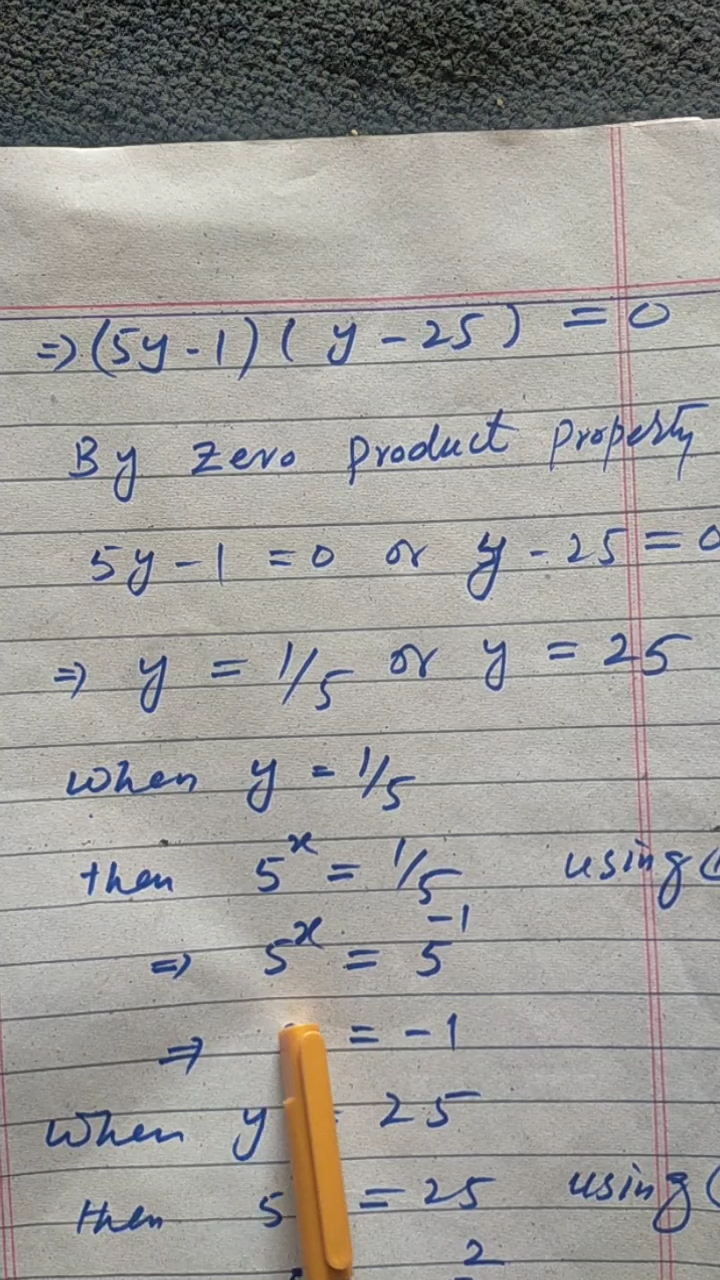 ⇒ (5y-1)(y-25) = 0
By Zero Product Property
5y-1 = 0 or y-25 = 0
⇒ y = 1/5 or y = 25
when y = 1/5
then 5^x = 1/5 using (
⇒ 5^x = 5^-1
⇒ = -1
when y 25
then 5 = 25 using (
2